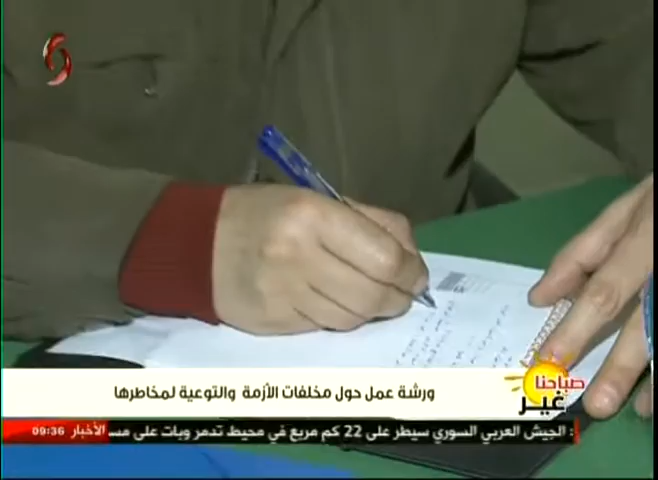 ورشة عمل حول مخلفات الأزمة والتوعية لمخاطرها
صباحنا
غير
الجيش العربي السوري سيطر على 22 كم مربع في محيط تدمر وبات على مسـ
الأخبار 09:36